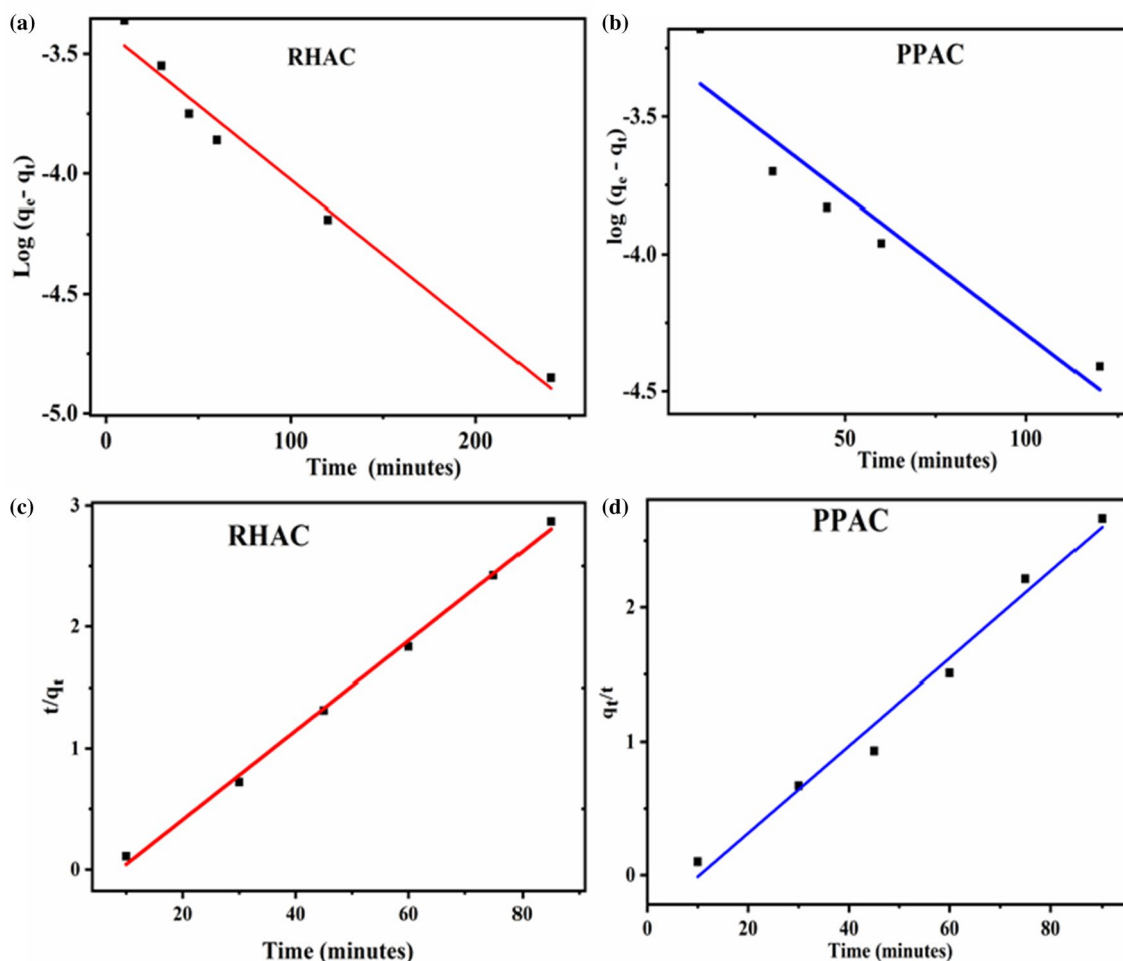 (a)
RHAC
-3.5
-4.0
-4.5
-5.0
Log (qₑ- qₜ)
0
100
200
Time (minutes)
(b)
PPAC
-3.5
-4.0
-4.5
log (qₑ - qₜ)
50
100
Time (minutes)
(c)
RHAC
3
2
1
0
t/qₜ
20
40
60
80
Time (minutes)
(d)
PPAC
2
1
0
qₜ/t
0
20
40
60
80
Time (minutes)